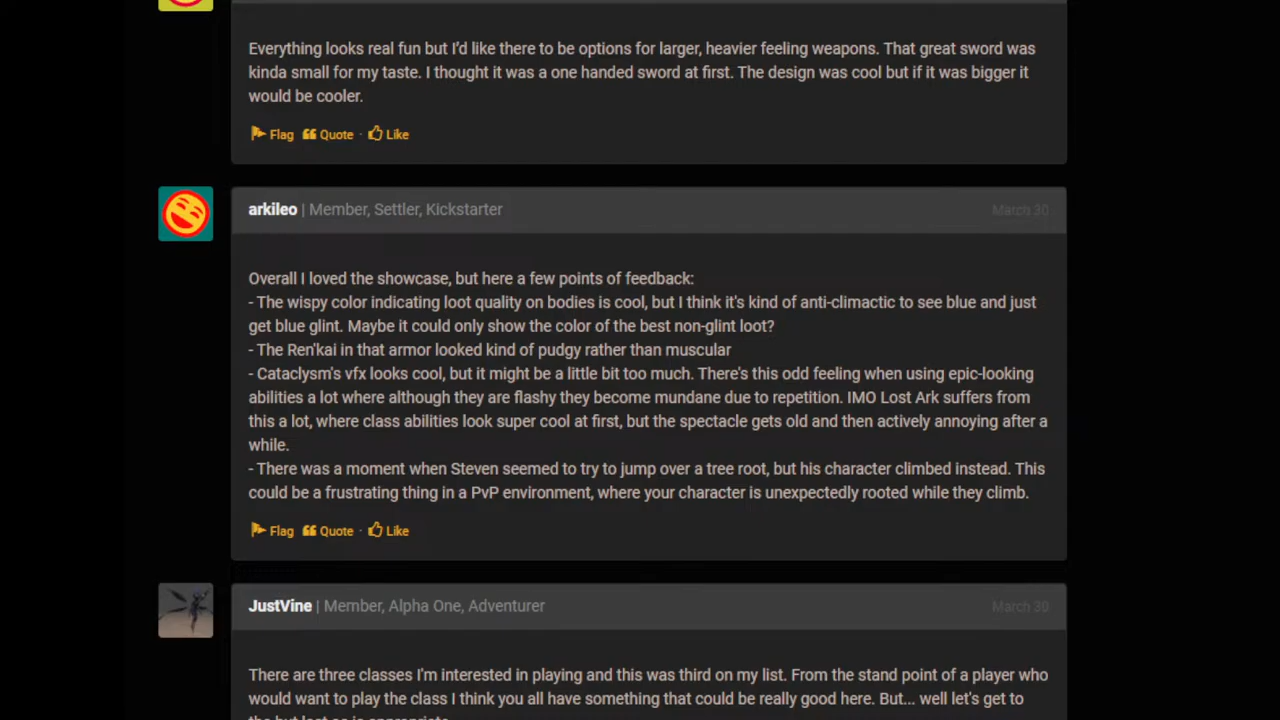 Everything looks real fun but I'd like there to be options for larger, heavier feeling weapons. That great sword was
kinda small for my taste. I thought it was a one handed sword at first. The design was cool but if it was bigger it
would be cooler.
Flag Quote · Like
arkileo | Member, Settler, Kickstarter March 30
Overall I loved the showcase, but here a few points of feedback:
- The wispy color indicating loot quality on bodies is cool, but I think it's kind of anti-climactic to see blue and just
get blue glint. Maybe it could only show the color of the best non-glint loot?
- The Ren'kai in that armor looked kind of pudgy rather than muscular
- Cataclysm's vfx looks cool, but it might be a little bit too much. There's this odd feeling when using epic-looking
abilities a lot where although they are flashy they become mundane due to repetition. IMO Lost Ark suffers from
this a lot, where class abilities look super cool at first, but the spectacle gets old and then actively annoying after a
while.
- There was a moment when Steven seemed to try to jump over a tree root, but his character climbed instead. This
could be a frustrating thing in a PvP environment, where your character is unexpectedly rooted while they climb.
Flag Quote · Like
JustVine | Member, Alpha One, Adventurer March 30
There are three classes I'm interested in playing and this was third on my list. From the stand point of a player who
would want to play the class I think you all have something that could be really good here. But... well let's get to